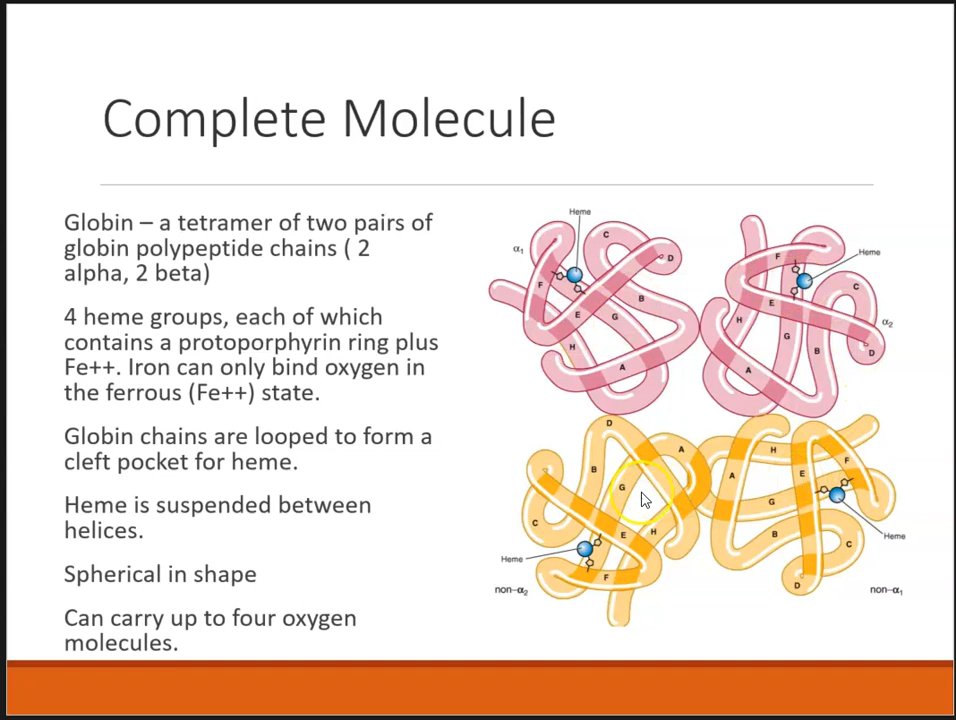 Complete Molecule
Globin – a tetramer of two pairs of
globin polypeptide chains ( 2
alpha, 2 beta)
4 heme groups, each of which
contains a protoporphyrin ring plus
Fe++. Iron can only bind oxygen in
the ferrous (Fe++) state.
Globin chains are looped to form a
cleft pocket for heme.
Heme is suspended between
helices.
Spherical in shape
Can carry up to four oxygen
molecules.
Heme
α₁
C
D
F
B
E
G
H
A
Heme
F
C
E
H
α₂
G
B
D
A
D
A
B
G
C
E
H
Heme
F
non-α₂
H
F
A
E
G
B
Heme
C
D
non-α₁